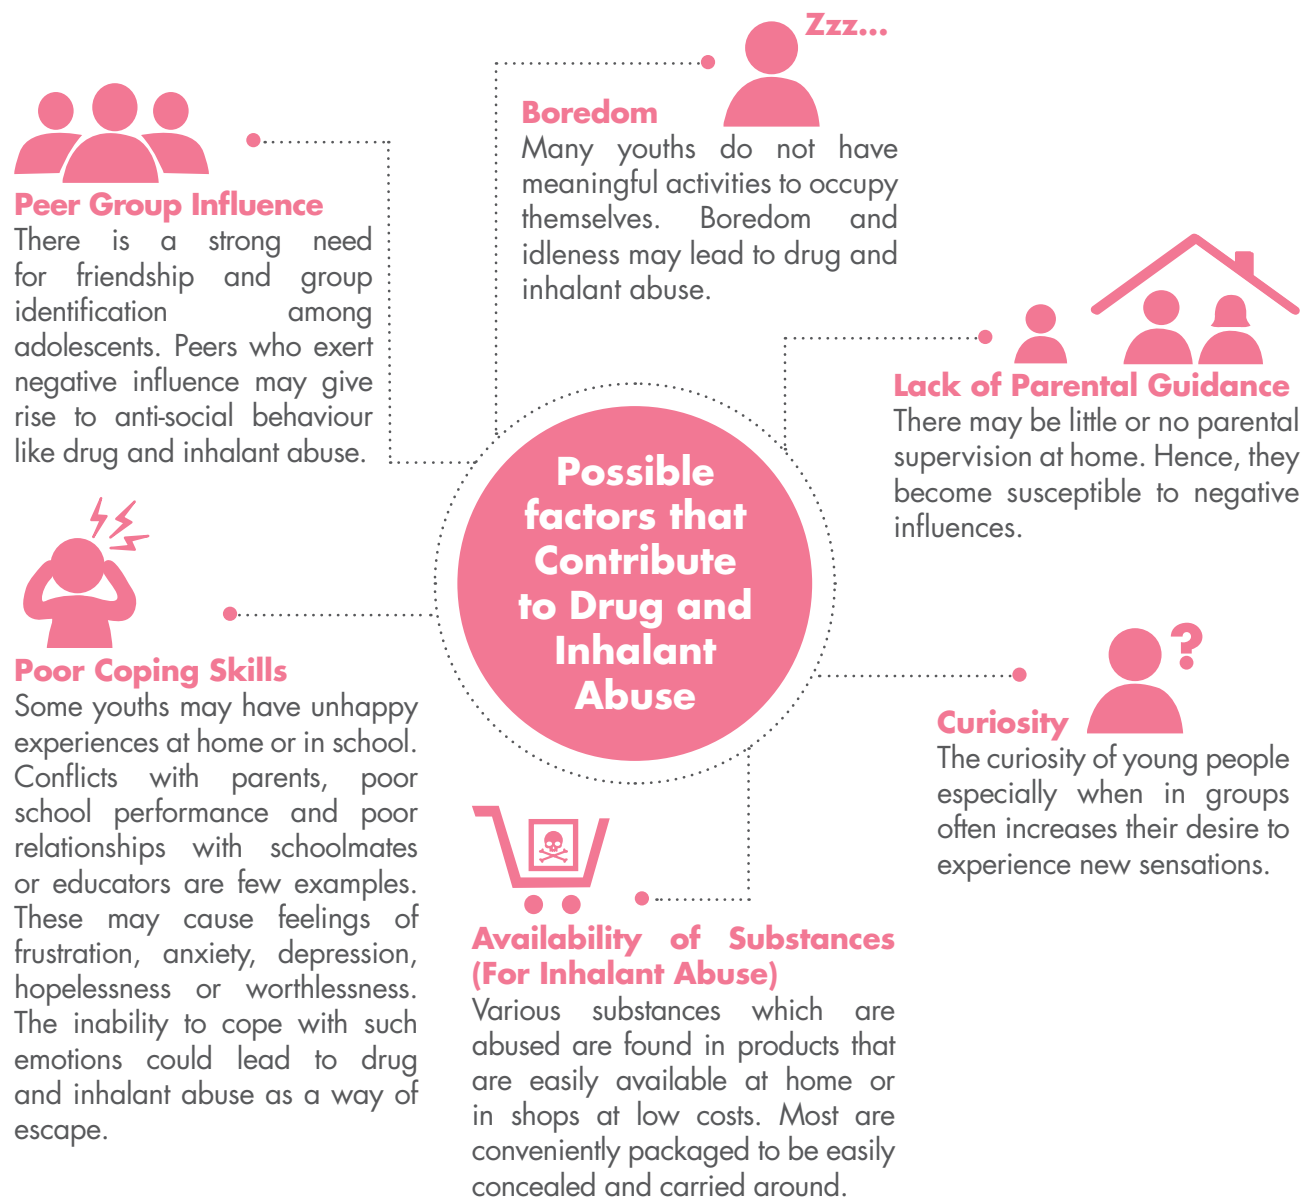 Zzz...
Boredom
Many youths do not have
meaningful activities to occupy
themselves. Boredom and
idleness may lead to drug and
inhalant abuse.
Peer Group Influence
There is a strong need
for friendship and group
identification among
adolescents. Peers who exert
negative influence may give
rise to anti-social behaviour
like drug and inhalant abuse.
Lack of Parental Guidance
There may be little or no parental
supervision at home. Hence, they
become susceptible to negative
influences.
Possible
factors that
Contribute
to Drug and
Inhalant
Abuse
Poor Coping Skills
Some youths may have unhappy
experiences at home or in school.
Conflicts with parents, poor
school performance and poor
relationships with schoolmates
or educators are few examples.
These may cause feelings of
frustration, anxiety, depression,
hopelessness or worthlessness.
The inability to cope with such
emotions could lead to drug
and inhalant abuse as a way of
escape.
?
Curiosity
The curiosity of young people
especially when in groups
often increases their desire to
experience new sensations.
Availability of Substances
(For Inhalant Abuse)
Various substances which are
abused are found in products that
are easily available at home or
in shops at low costs. Most are
conveniently packaged to be easily
concealed and carried around.